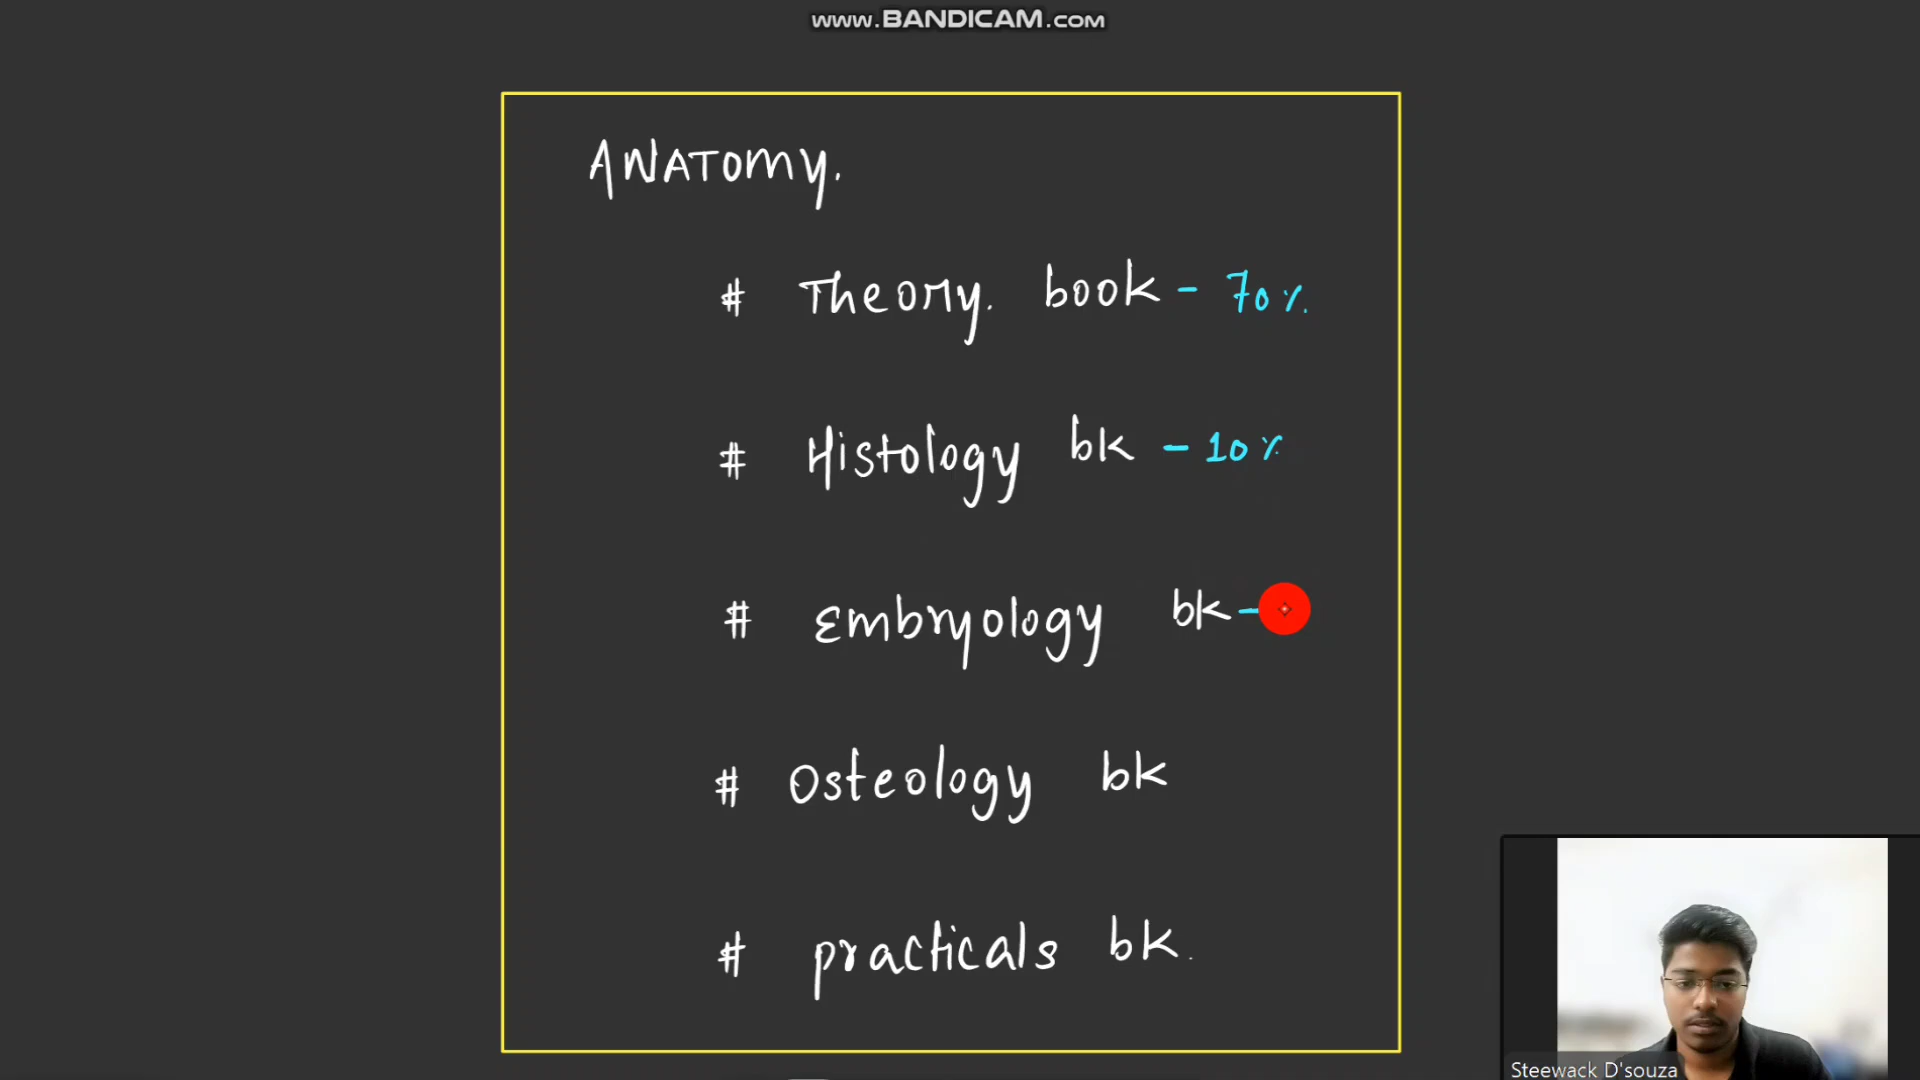 www.BANDICAM.com
ANATOMY.
# Theory. book - 70%.
# Histology bk - 10%
# Embryology bk -
# Osteology bk
# practicals bk.
Steewack D'souza